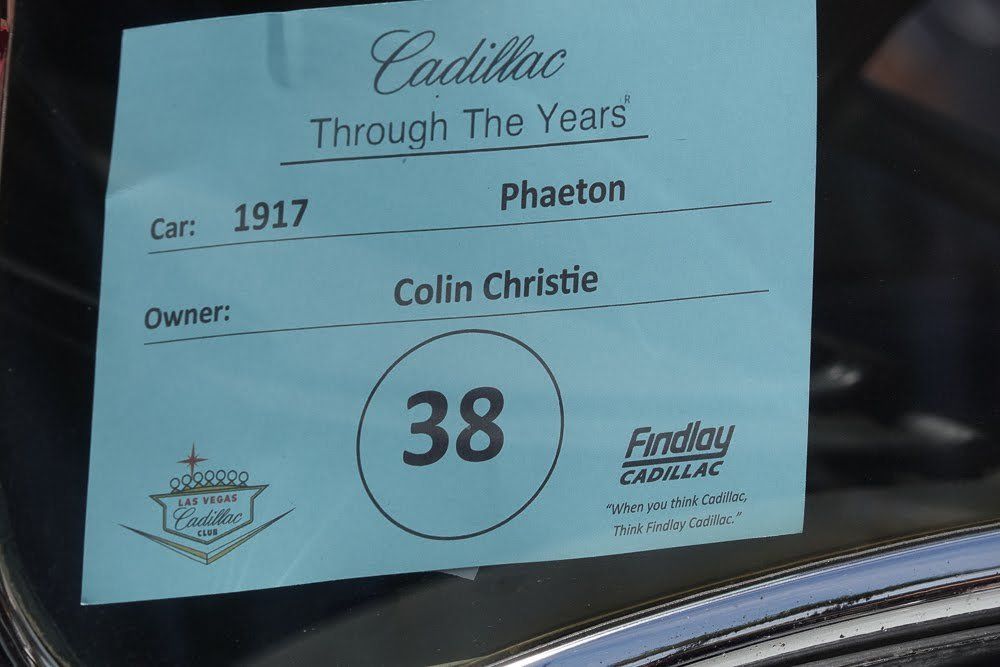 Cadillac
Through The Years R
Car: 1917 Phaeton
Owner: Colin Christie
38
LAS VEGAS
Cadillac
CLUB
Findlay
CADILLAC
"When you think Cadillac,
Think Findlay Cadillac."